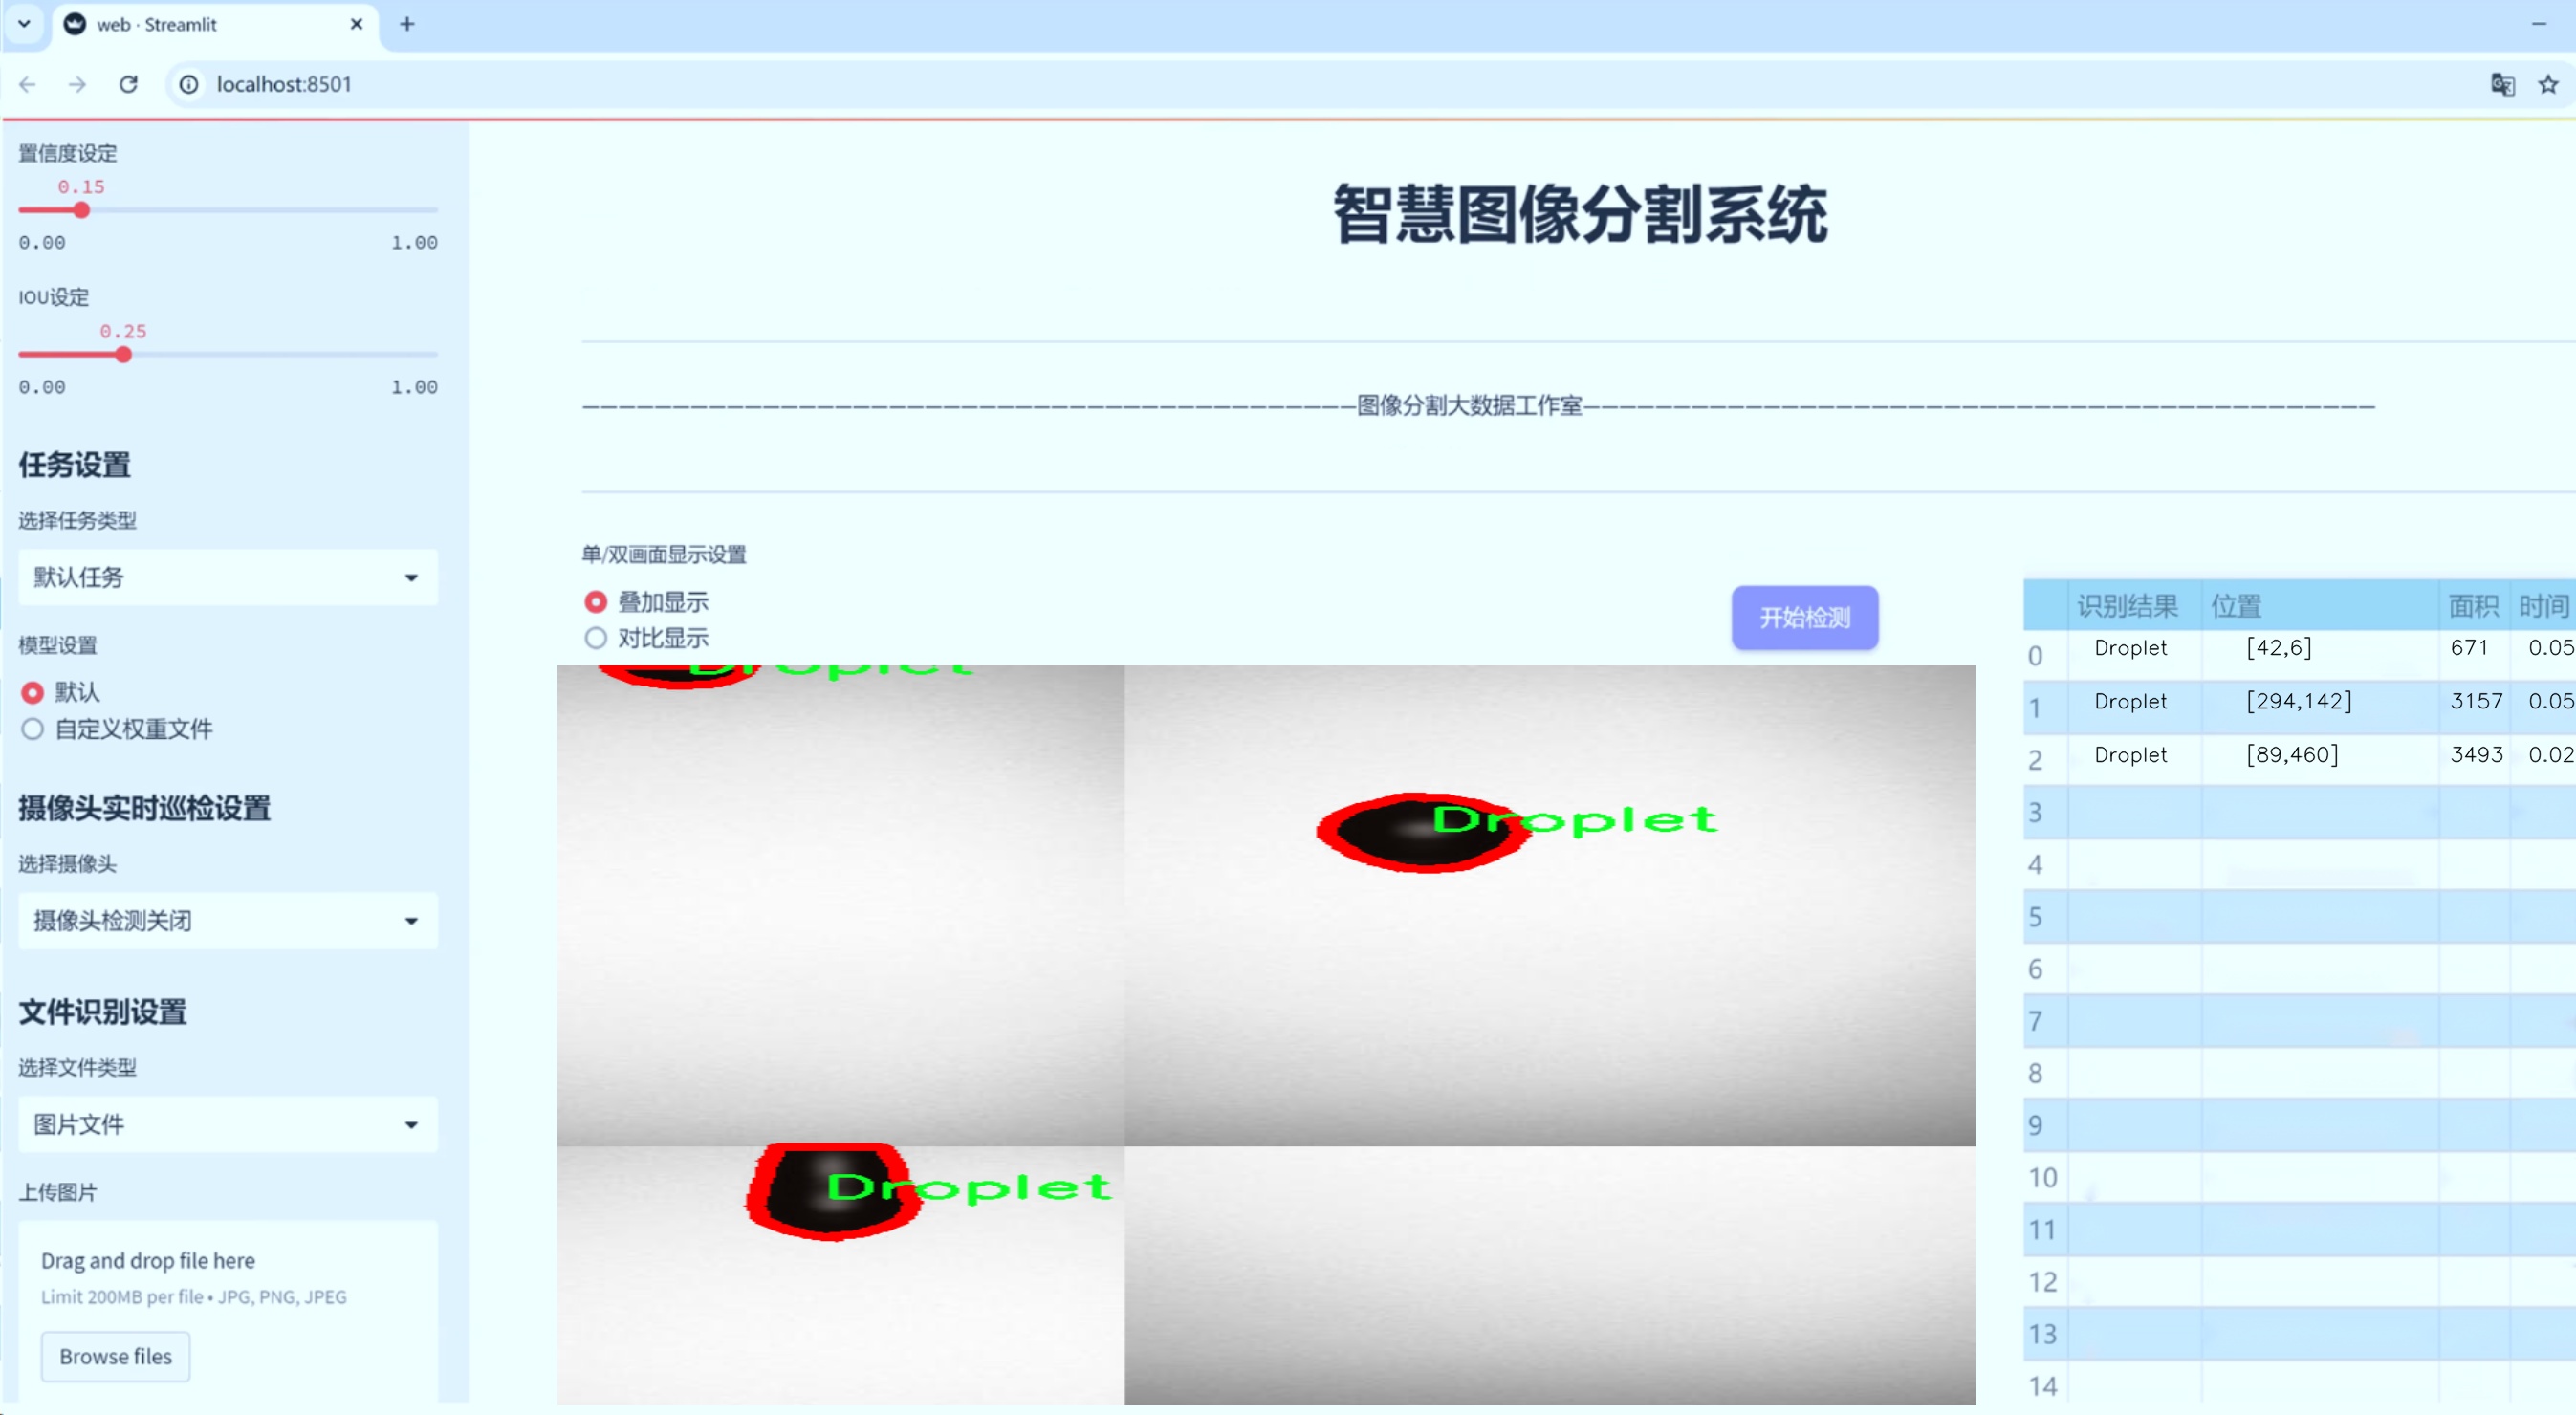 web · Streamlit
localhost:8501
置信度设定
0.15
0.00 1.00
IOU设定
0.25
0.00 1.00
任务设置
选择任务类型
默认任务
模型设置
默认
自定义权重文件
摄像头实时巡检设置
选择摄像头
摄像头检测关闭
文件识别设置
选择文件类型
图片文件
上传图片
Drag and drop file here
Limit 200MB per file • JPG, PNG, JPEG
Browse files
智慧图像分割系统
———————————————————————————————————————————图像分割大数据工作室————————————————————————————————————————————
单/双画面显示设置
叠加显示
对比显示
开始检测
Droplet
Droplet
Droplet
识别结果 位置 面积 时间
0 Droplet [42,6] 671 0.05
1 Droplet [294,142] 3157 0.05
2 Droplet [89,460] 3493 0.02
3
4
5
6
7
8
9
10
11
12
13
14